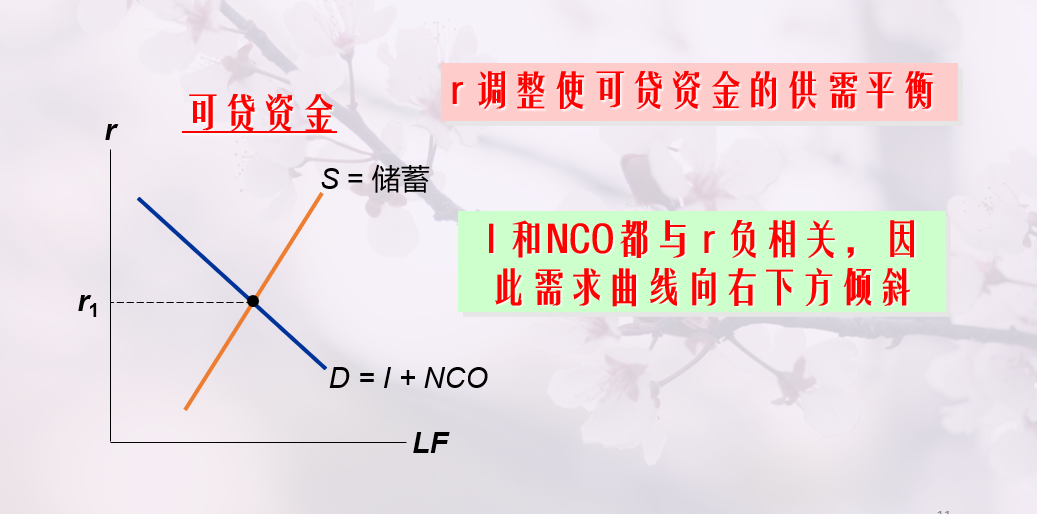 可贷资金
r 调整使可贷资金的供需平衡
r
S = 储蓄
I 和NCO都与 r 负相关，因
此需求曲线向右下方倾斜
r1
D = I + NCO
LF